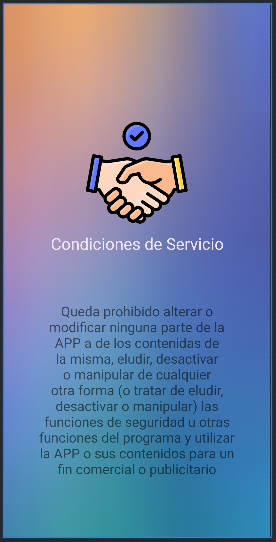 Condiciones de Servicio
Queda prohibido alterar o
modificar ninguna parte de la
APP a de los contenidos de
la misma, eludir, desactivar
o manipular de cualquier
otra forma (o tratar de eludir,
desactivar o manipular) las
funciones de seguridad u otras
funciones del programa y utilizar
la APP o sus contenidos para un
fin comercial o publicitario